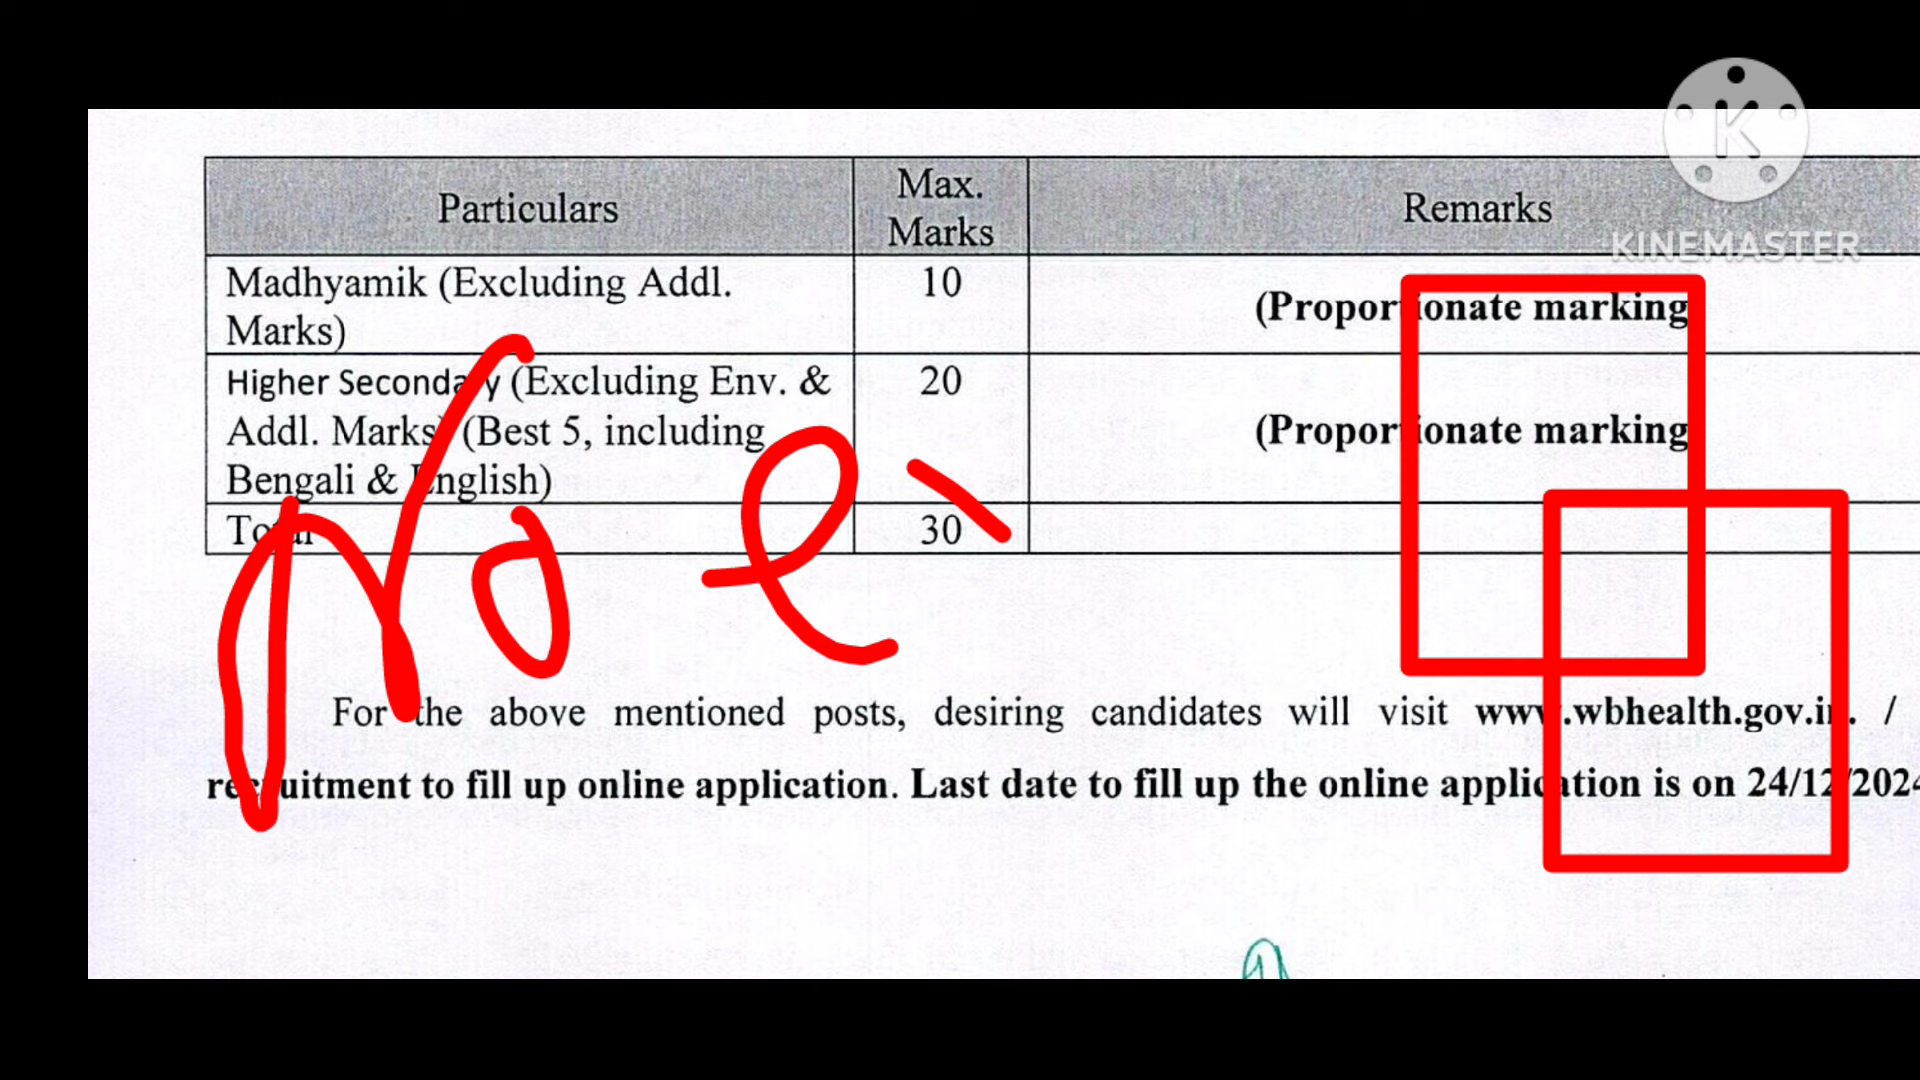 K
KINEMASTER
Particulars
Max.
Marks
Remarks
Madhyamik (Excluding Addl.
Marks)
10
(Proportionate marking
Higher Secondary (Excluding Env. &
Addl. Marks) (Best 5, including
Bengali & English)
20
(Proportionate marking
Total
30
No e
For the above mentioned posts, desiring candidates will visit www.wbhealth.gov.in. /
recruitment to fill up online application. Last date to fill up the online application is on 24/12/2024